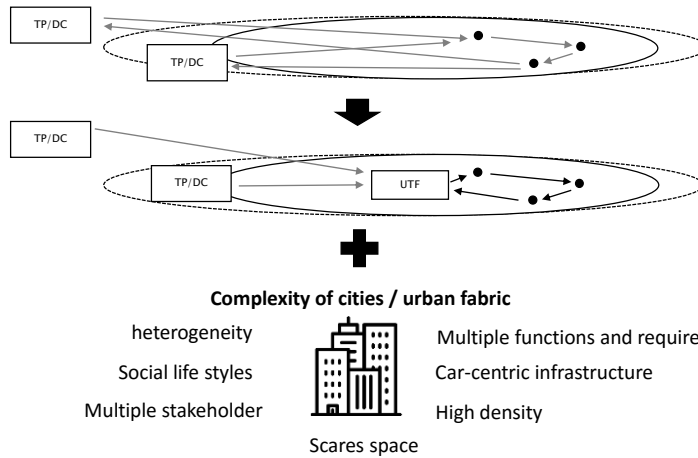 TP/DC
TP/DC
TP/DC
TP/DC
UTF
Complexity of cities / urban fabric
heterogeneity
Multiple functions and require
Social life styles
Car-centric infrastructure
Multiple stakeholder
High density
Scares space